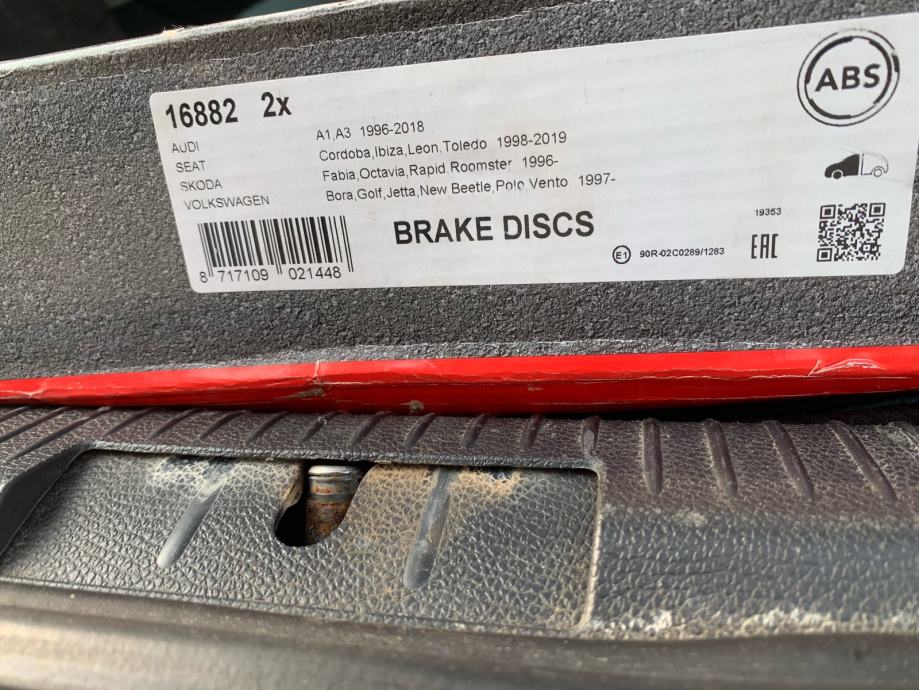 16882 2x
ABS
AUDI A1,A3 1996-2018
SEAT Cordoba,Ibiza,Leon,Toledo 1998-2019
SKODA Fabia,Octavia,Rapid,Roomster 1996-
VOLKSWAGEN Bora,Golf,Jetta,New Beetle,Polo,Vento 1997-
BRAKE DISCS
19353
E1 90R-02C0289/1283
EAC
8 717109 021448